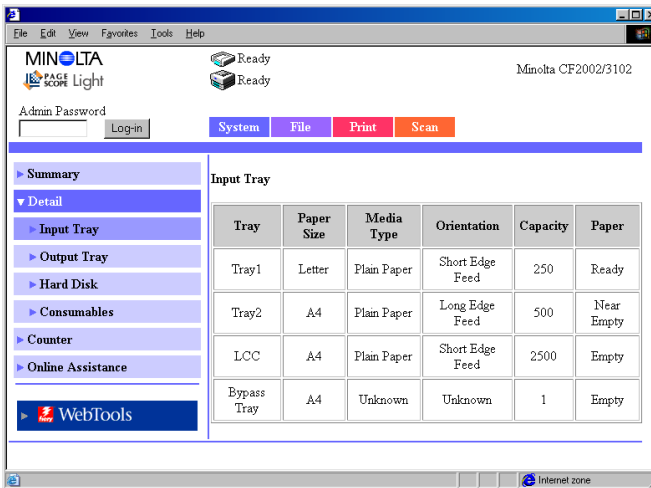 File Edit View Favorites Tools Help
MINOLTA
PAGE SCOPE Light
Ready
Ready
Minolta CF2002/3102
Admin Password
Log-in
System File Print Scan
Summary
Detail
Input Tray
Output Tray
Hard Disk
Consumables
Counter
Online Assistance
fiery WebTools
Input Tray
Tray Paper Size Media Type Orientation Capacity Paper
Tray1 Letter Plain Paper Short Edge Feed 250 Ready
Tray2 A4 Plain Paper Long Edge Feed 500 Near Empty
LCC A4 Plain Paper Short Edge Feed 2500 Empty
Bypass Tray A4 Unknown Unknown 1 Empty
Internet zone